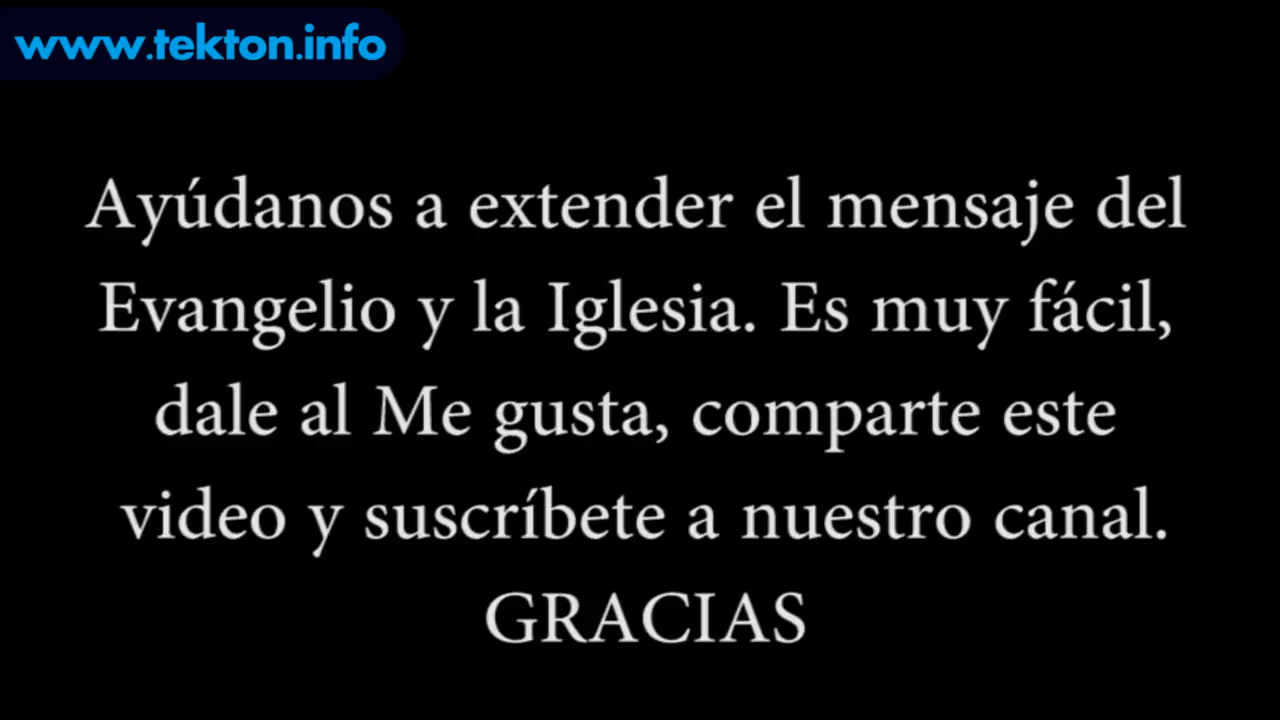 www.tekton.info
Ayúdanos a extender el mensaje del
Evangelio y la Iglesia. Es muy fácil,
dale al Me gusta, comparte este
video y suscríbete a nuestro canal.
GRACIAS